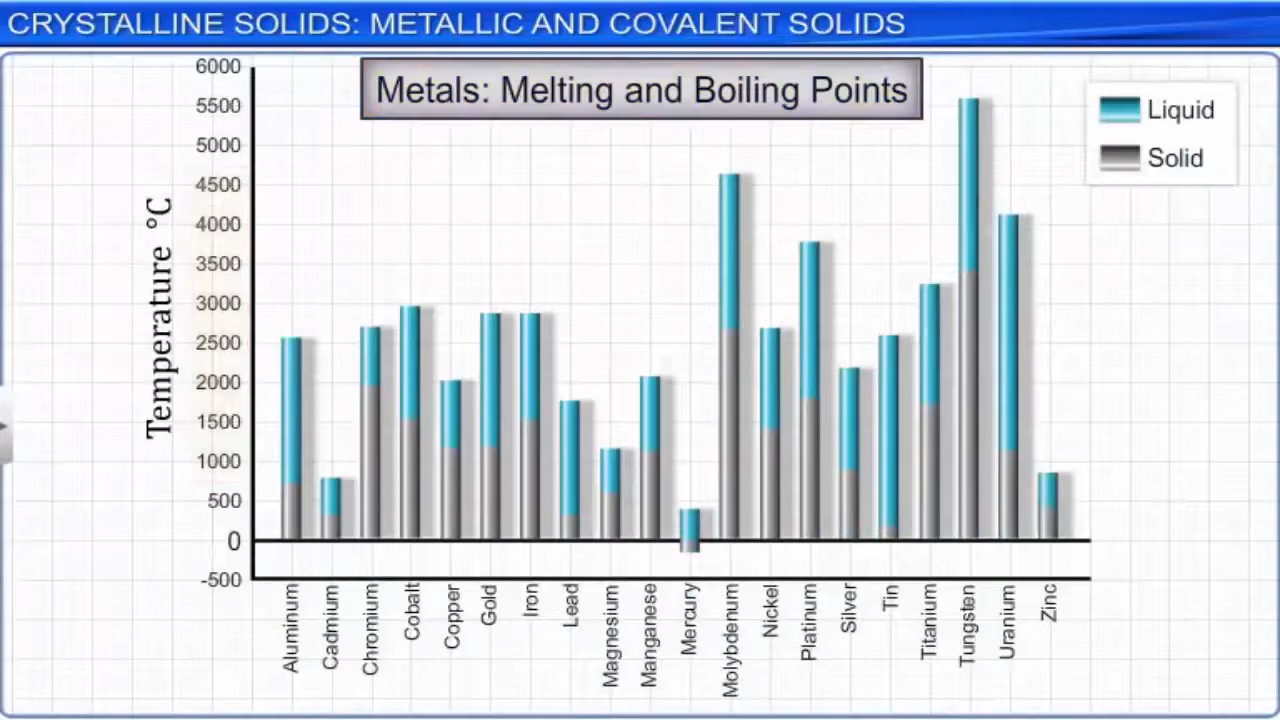 CRYSTALLINE SOLIDS: METALLIC AND COVALENT SOLIDS
Metals: Melting and Boiling Points
Liquid
Solid
Temperature °C
6000
5500
5000
4500
4000
3500
3000
2500
2000
1500
1000
500
0
-500
Aluminum
Cadmium
Chromium
Cobalt
Copper
Gold
Iron
Lead
Magnesium
Manganese
Mercury
Molybdenum
Nickel
Platinum
Silver
Tin
Titanium
Tungsten
Uranium
Zinc